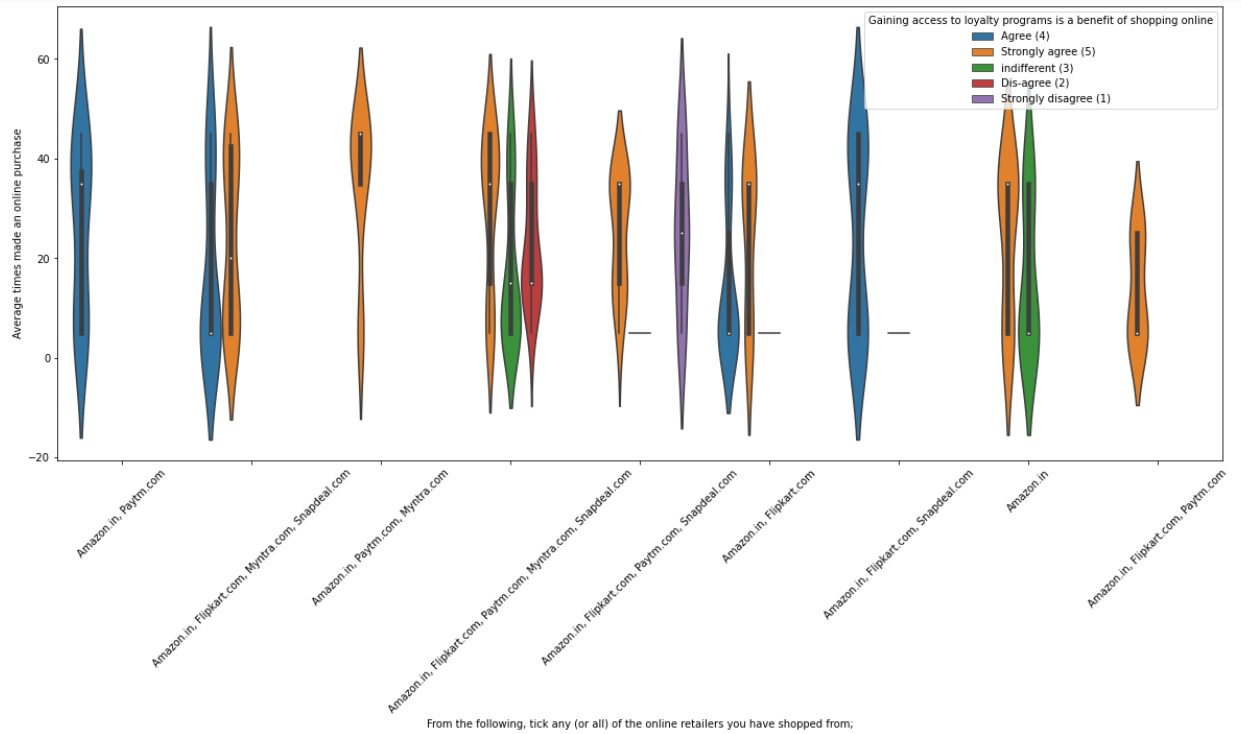 Gaining access to loyalty programs is a benefit of shopping online
Agree (4)
Strongly agree (5)
indifferent (3)
Dis-agree (2)
Strongly disagree (1)
Average times made an online purchase
60
40
20
0
−20
Amazon.in, Paytm.com
Amazon.in, Flipkart.com, Myntra.com, Snapdeal.com
Amazon.in, Paytm.com, Myntra.com
Amazon.in, Flipkart.com, Paytm.com, Myntra.com, Snapdeal.com
Amazon.in, Flipkart.com, Paytm.com, Snapdeal.com
Amazon.in, Flipkart.com
Amazon.in, Flipkart.com, Snapdeal.com
Amazon.in
Amazon.in, Flipkart.com, Paytm.com
From the following, tick any (or all) of the online retailers you have shopped from;